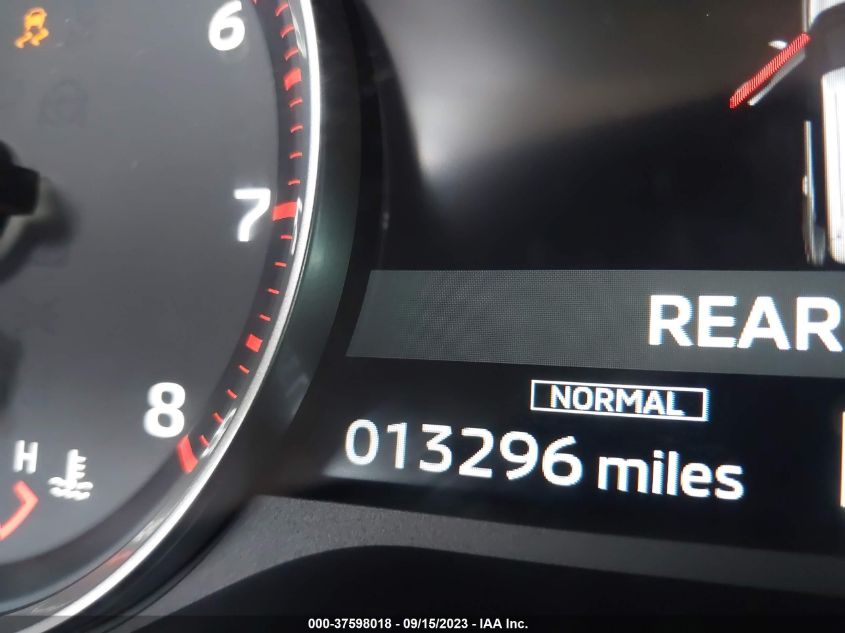 6
7
8
H
REAR
NORMAL
013296 miles
000-37598018 - 09/15/2023 - IAA Inc.